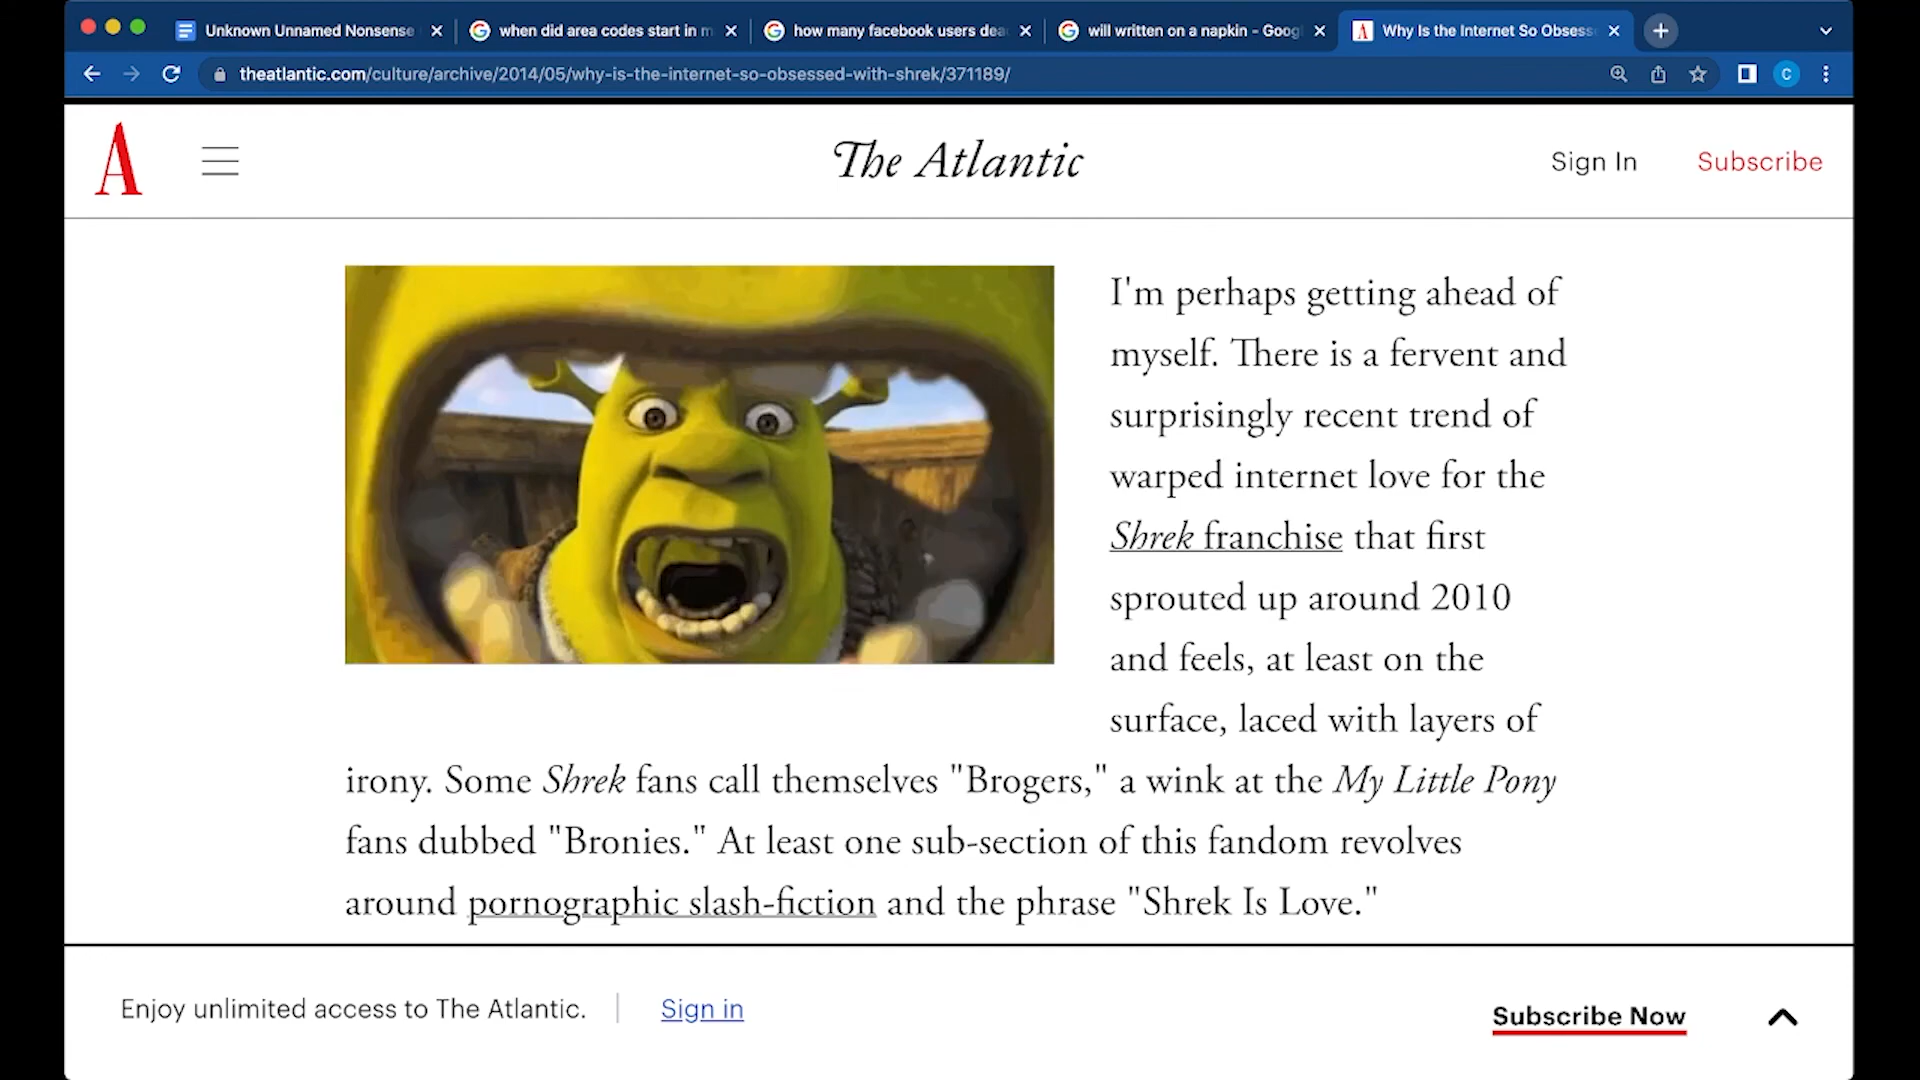 Unknown Unnamed Nonsense
when did area codes start in m
how many facebook users dea
will written on a napkin - Goog
Why Is the Internet So Obsess
theatlantic.com/culture/archive/2014/05/why-is-the-internet-so-obsessed-with-shrek/371189/
C
A
The Atlantic
Sign In
Subscribe
I'm perhaps getting ahead of
myself. There is a fervent and
surprisingly recent trend of
warped internet love for the
Shrek franchise that first
sprouted up around 2010
and feels, at least on the
surface, laced with layers of
irony. Some Shrek fans call themselves "Brogers," a wink at the My Little Pony
fans dubbed "Bronies." At least one sub-section of this fandom revolves
around pornographic slash-fiction and the phrase "Shrek Is Love."
Enjoy unlimited access to The Atlantic.
Sign in
Subscribe Now